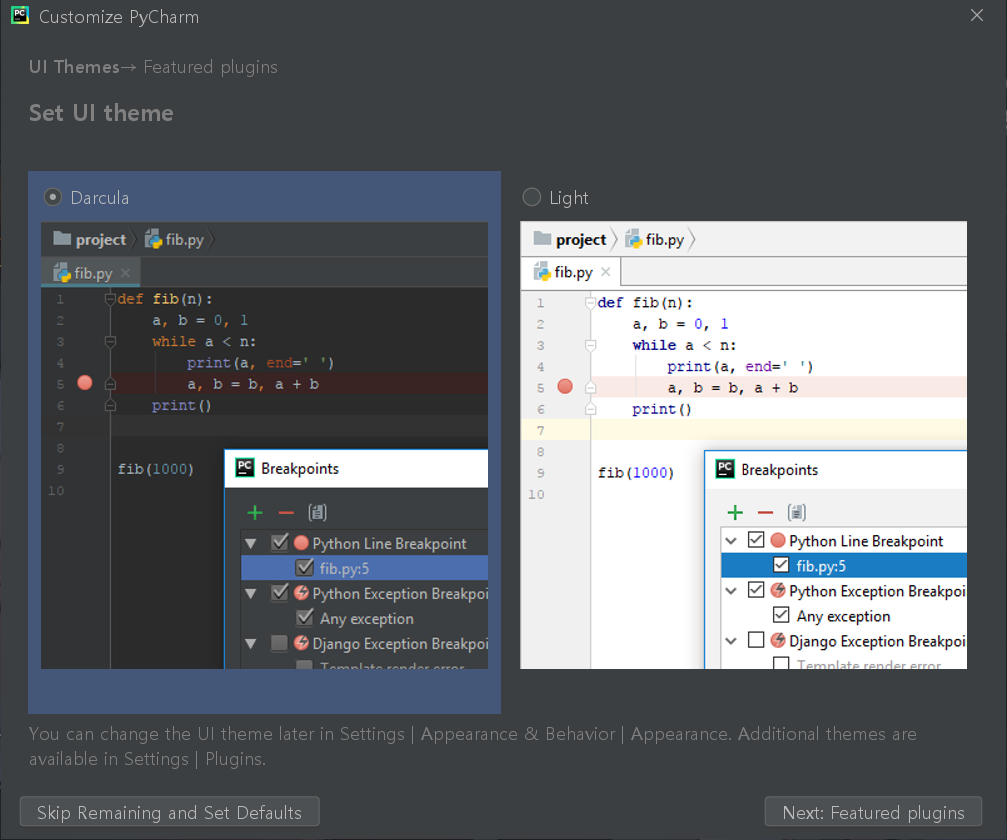 Customize PyCharm
UI Themes→ Featured plugins
Set UI theme
Darcula
project fib.py
fib.py
1 def fib(n):
2 a, b = 0, 1
3 while a < n:
4 print(a, end=' ')
5 a, b = b, a + b
6 print()
7
8
9 fib(1000)
10
PC Breakpoints
Python Line Breakpoint
fib.py:5
Python Exception Breakpoi
Any exception
Django Exception Breakpoi
Template render error
Light
project fib.py
fib.py
1 def fib(n):
2 a, b = 0, 1
3 while a < n:
4 print(a, end=' ')
5 a, b = b, a + b
6 print()
7
8
9 fib(1000)
10
PC Breakpoints
Python Line Breakpoint
fib.py:5
Python Exception Breakpoi
Any exception
Django Exception Breakpoi
Template render error
You can change the UI theme later in Settings | Appearance & Behavior | Appearance. Additional themes are
available in Settings | Plugins.
Skip Remaining and Set Defaults
Next: Featured plugins